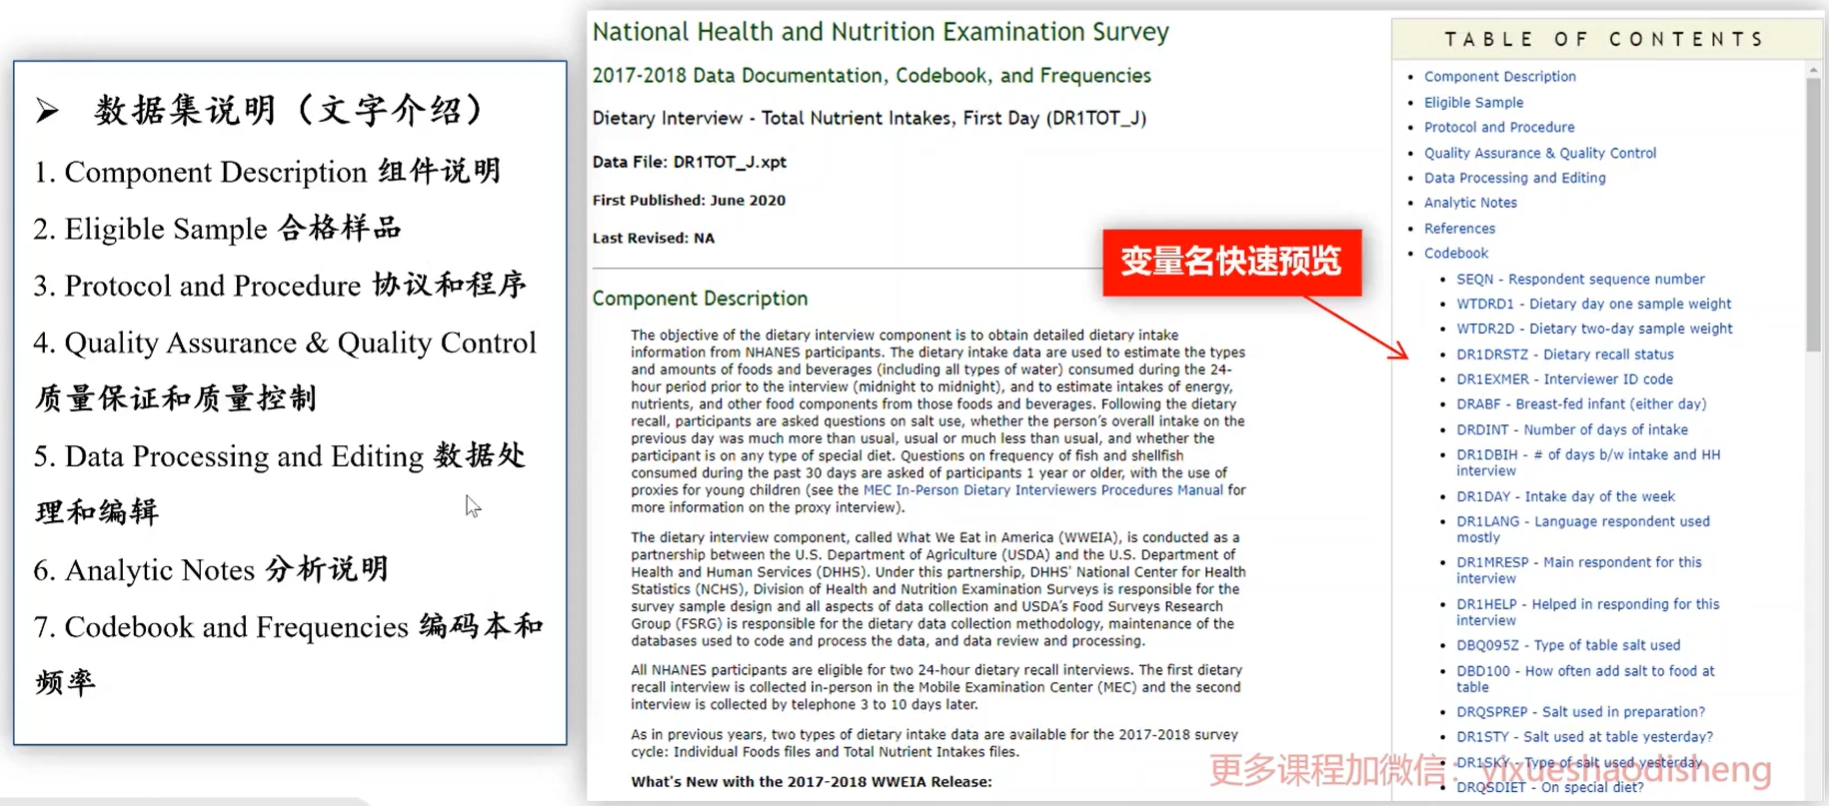 ➢ 数据集说明（文字介绍）
1. Component Description 组件说明
2. Eligible Sample 合格样品
3. Protocol and Procedure 协议和程序
4. Quality Assurance & Quality Control
质量保证和质量控制
5. Data Processing and Editing 数据处
理和编辑
6. Analytic Notes 分析说明
7. Codebook and Frequencies 编码本和
频率
National Health and Nutrition Examination Survey
2017-2018 Data Documentation, Codebook, and Frequencies
Dietary Interview - Total Nutrient Intakes, First Day (DR1TOT_J)
Data File: DR1TOT_J.xpt
First Published: June 2020
Last Revised: NA
变量名快速预览
Component Description
The objective of the dietary interview component is to obtain detailed dietary intake
information from NHANES participants. The dietary intake data are used to estimate the types
and amounts of foods and beverages (including all types of water) consumed during the 24-
hour period prior to the interview (midnight to midnight), and to estimate intakes of energy,
nutrients, and other food components from those foods and beverages. Following the dietary
recall, participants are asked questions on salt use, whether the person's overall intake on the
previous day was much more than usual, usual or much less than usual, and whether the
participant is on any type of special diet. Questions on frequency of fish and shellfish
consumed during the past 30 days are asked of participants 1 year or older, with the use of
proxies for young children (see the MEC In-Person Dietary Interviewers Procedures Manual for
more information on the proxy interview).
The dietary interview component, called What We Eat in America (WWEIA), is conducted as a
partnership between the U.S. Department of Agriculture (USDA) and the U.S. Department of
Health and Human Services (DHHS). Under this partnership, DHHS' National Center for Health
Statistics (NCHS), Division of Health and Nutrition Examination Surveys is responsible for the
survey sample design and all aspects of data collection and USDA's Food Surveys Research
Group (FSRG) is responsible for the dietary data collection methodology, maintenance of the
databases used to code and process the data, and data review and processing.
All NHANES participants are eligible for two 24-hour dietary recall interviews. The first dietary
recall interview is collected in-person in the Mobile Examination Center (MEC) and the second
interview is collected by telephone 3 to 10 days later.
As in previous years, two types of dietary intake data are available for the 2017-2018 survey
cycle: Individual Foods files and Total Nutrient Intakes files.
What's New with the 2017-2018 WWEIA Release:
TABLE OF CONTENTS
• Component Description
• Eligible Sample
• Protocol and Procedure
• Quality Assurance & Quality Control
• Data Processing and Editing
• Analytic Notes
• References
• Codebook
• SEQN - Respondent sequence number
• WTDRD1 - Dietary day one sample weight
• WTDR2D - Dietary two-day sample weight
• DR1DRSTZ - Dietary recall status
• DR1EXMER - Interviewer ID code
• DRABF - Breast-fed infant (either day)
• DRDINT - Number of days of intake
• DR1DBIH - # of days b/w intake and HH
interview
• DR1DAY - Intake day of the week
• DR1LANG - Language respondent used
mostly
• DR1MRESP - Main respondent for this
interview
• DR1HELP - Helped in responding for this
interview
• DBQ095Z - Type of table salt used
• DBD100 - How often add salt to food at
table
• DRQSPREP - Salt used in preparation?
• DR1STY - Salt used at table yesterday?
• DR1SKY - Type of salt used yesterday
• DRQSDIET - On special diet?
更多课程加微信：yixueshaodisheng